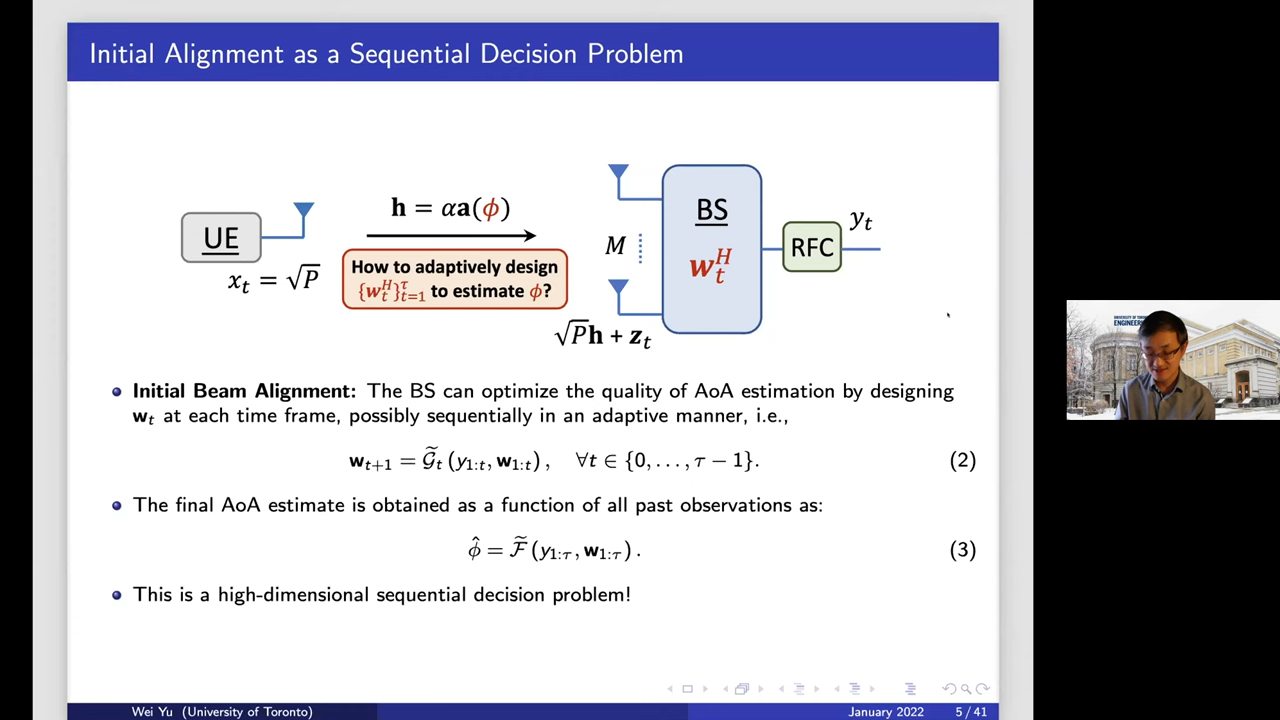 Initial Alignment as a Sequential Decision Problem
UE
x_t = √P
h = αa(ϕ)
How to adaptively design
{w_t^H}_{t=1}^τ to estimate ϕ?
M
√Ph + z_t
BS
w_t^H
RFC
y_t
Initial Beam Alignment: The BS can optimize the quality of AoA estimation by designing
w_t at each time frame, possibly sequentially in an adaptive manner, i.e.,
w_{t+1} = G̃_t (y_{1:t}, w_{1:t}), ∀t ∈ {0, . . . , τ − 1}. (2)
The final AoA estimate is obtained as a function of all past observations as:
ϕ̂ = F̃ (y_{1:τ}, w_{1:τ}). (3)
This is a high-dimensional sequential decision problem!
Wei Yu (University of Toronto)
January 2022
5 / 41